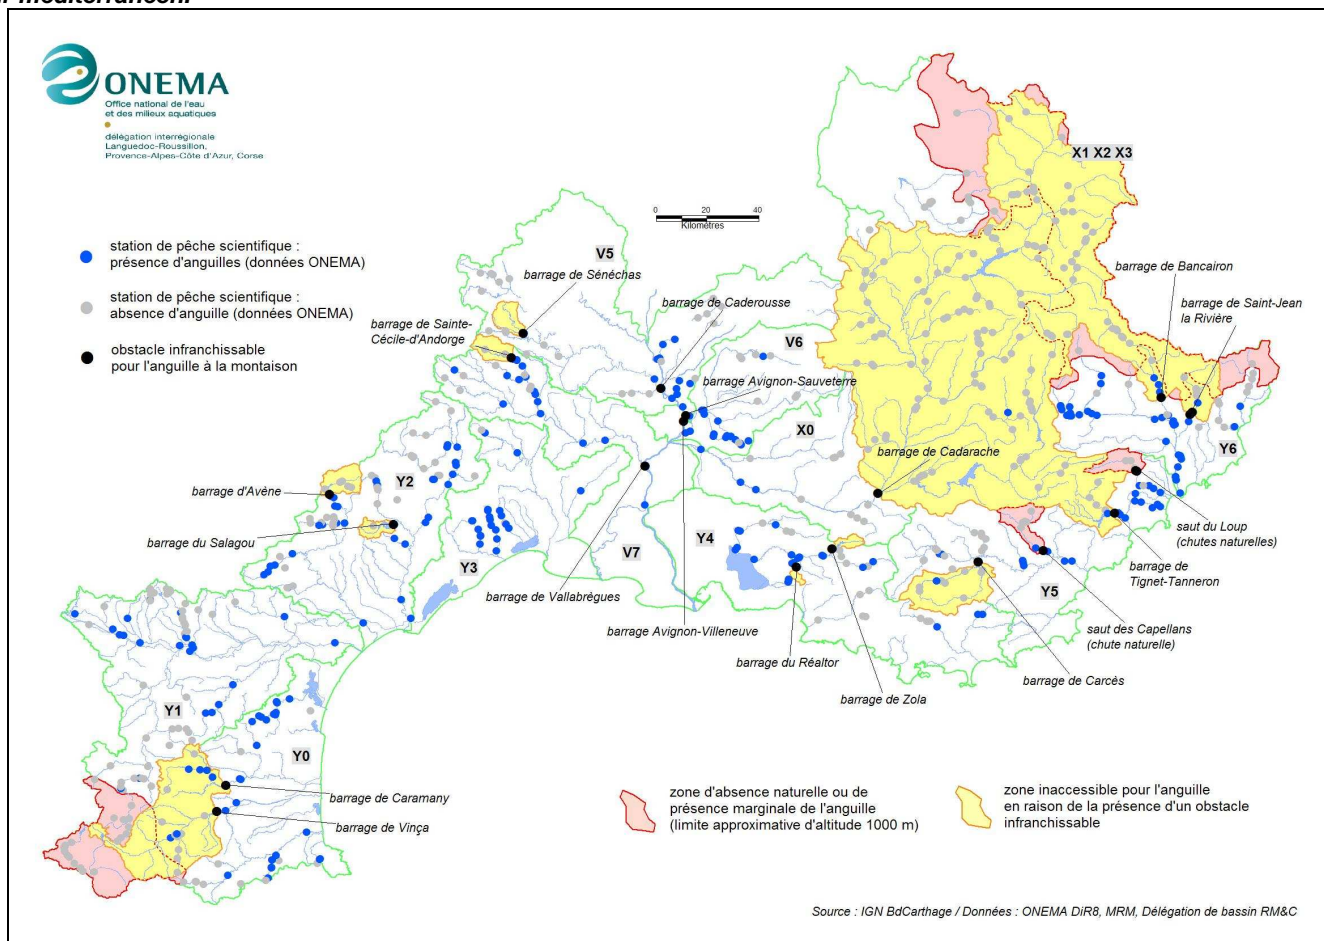 ONEMA
Office national de l'eau
et des milieux aquatiques
délégation interrégionale
Languedoc-Roussillon,
Provence-Alpes-Côte d'Azur, Corse
X1 X2 X3
0 20 40
Kilomètres
station de pêche scientifique :
présence d'anguilles (données ONEMA)
station de pêche scientifique :
absence d'anguille (données ONEMA)
obstacle infranchissable
pour l'anguille à la montaison
V5
barrage de Sénéchas
barrage de Caderousse
barrage de Bancairon
barrage de Saint-Jean
la Rivière
barrage de Sainte-
Cécile-d'Andorge
V6
barrage Avignon-Sauveterre
X0
barrage de Cadarache
Y6
barrage d'Avène
Y2
barrage du Salagou
saut du Loup
(chutes naturelles)
Y3
V7
Y4
barrage de
Tignet-Tanneron
barrage de Vallabrègues
Y5
barrage Avignon-Villeneuve
saut des Capellans
(chute naturelle)
barrage du Réaltor
barrage de Carcès
barrage de Zola
Y1
Y0
barrage de Caramany
barrage de Vinça
zone d'absence naturelle ou de
présence marginale de l'anguille
(limite approximative d'altitude 1000 m)
zone inaccessible pour l'anguille
en raison de la présence d'un obstacle
infranchissable
Source : IGN BdCarthage / Données : ONEMA DiR8, MRM, Délégation de bassin RM&C